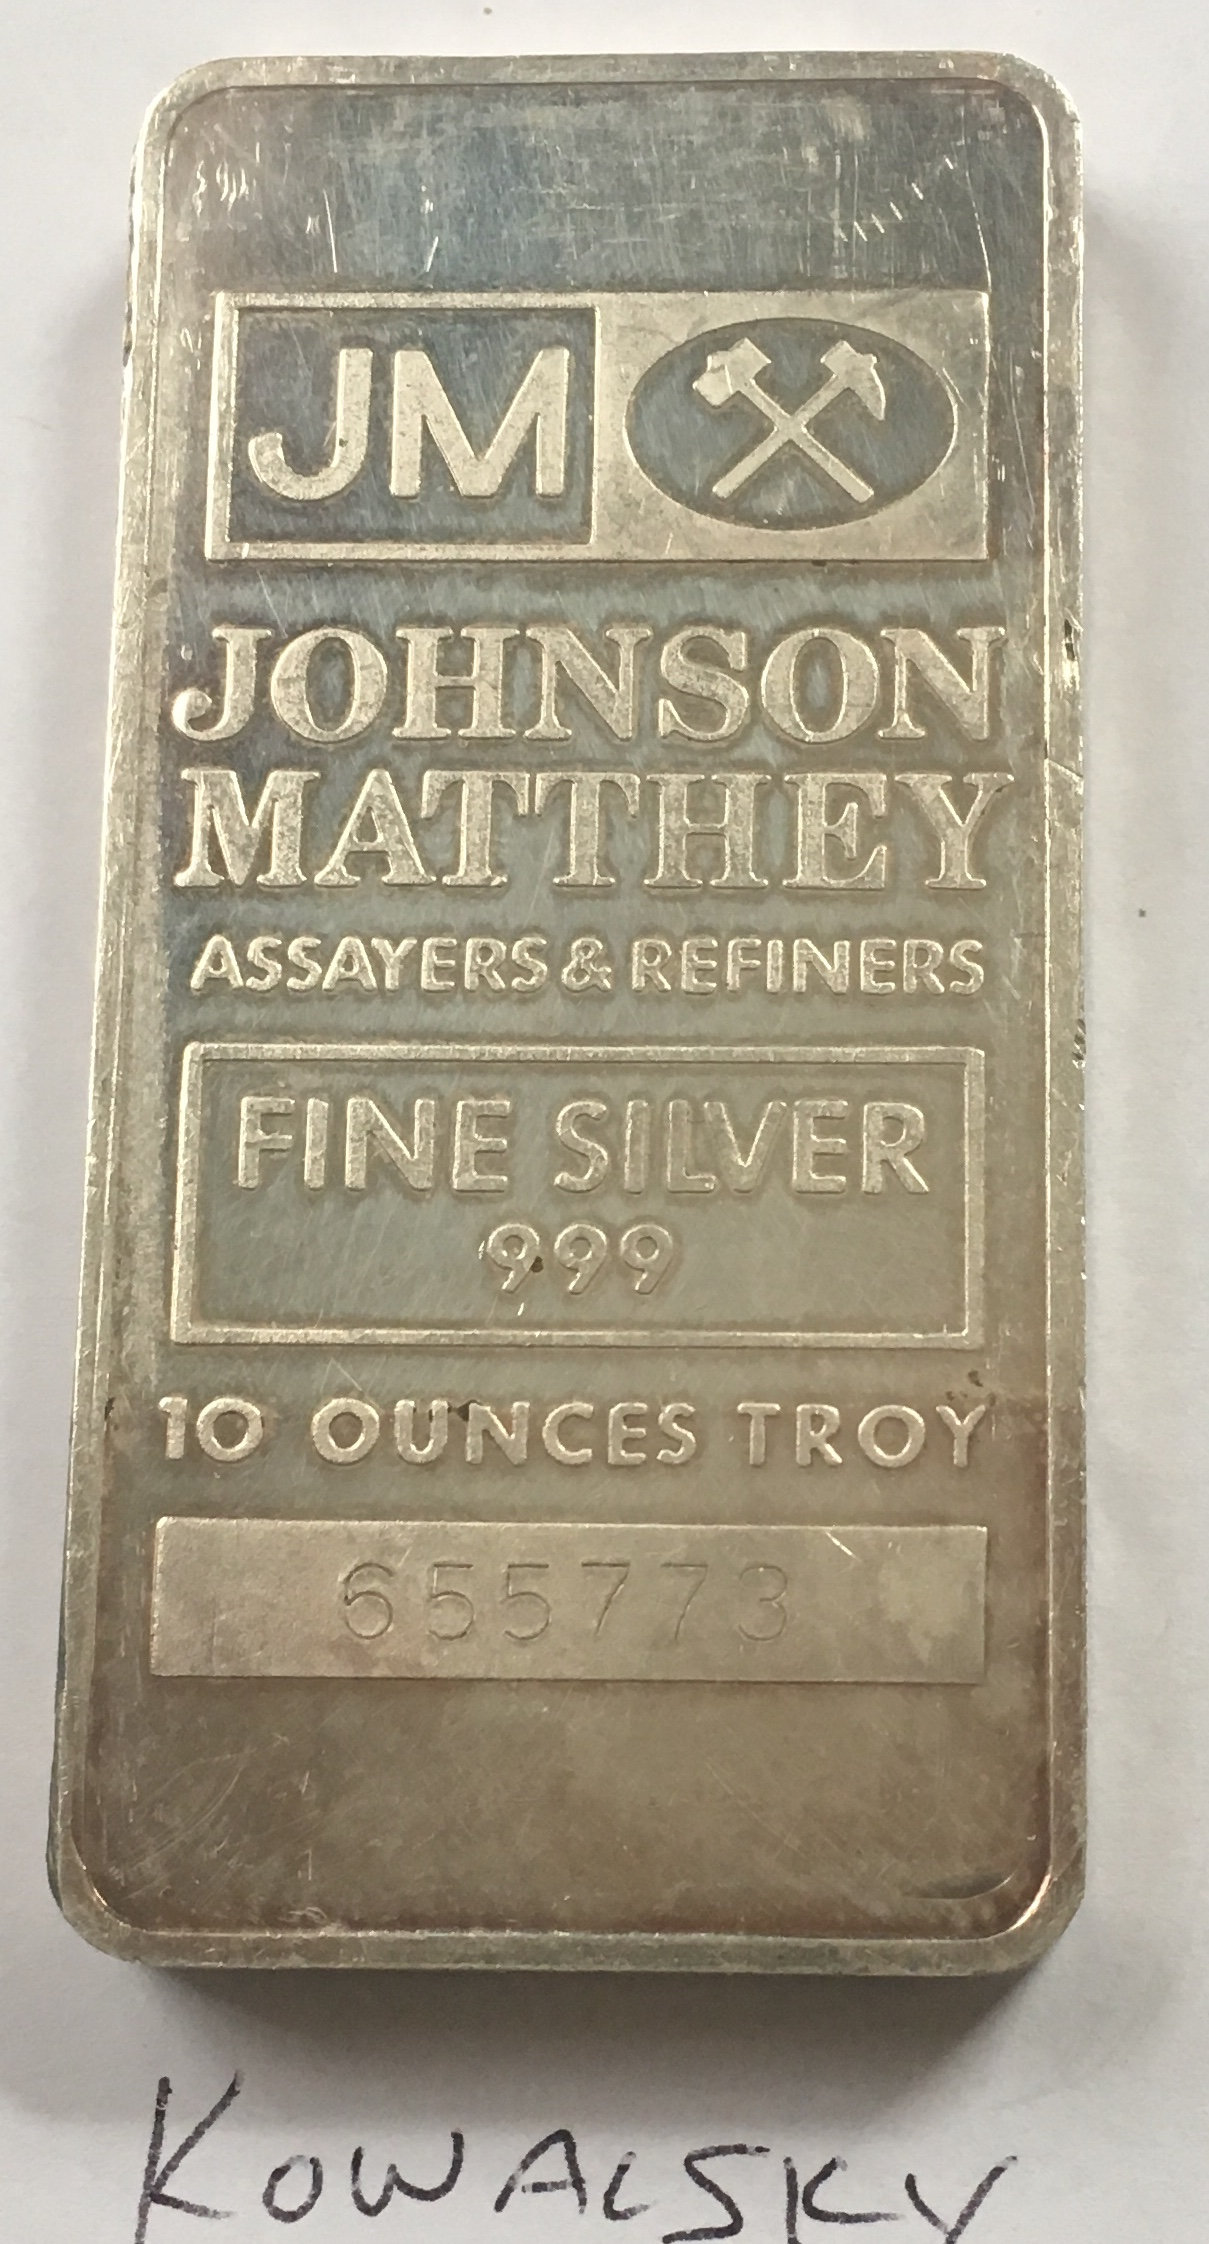 JM
JOHNSON
MATTHEY
ASSAYERS & REFINERS
FINE SILVER
999
10 OUNCES TROY
655773
KOWALSKY